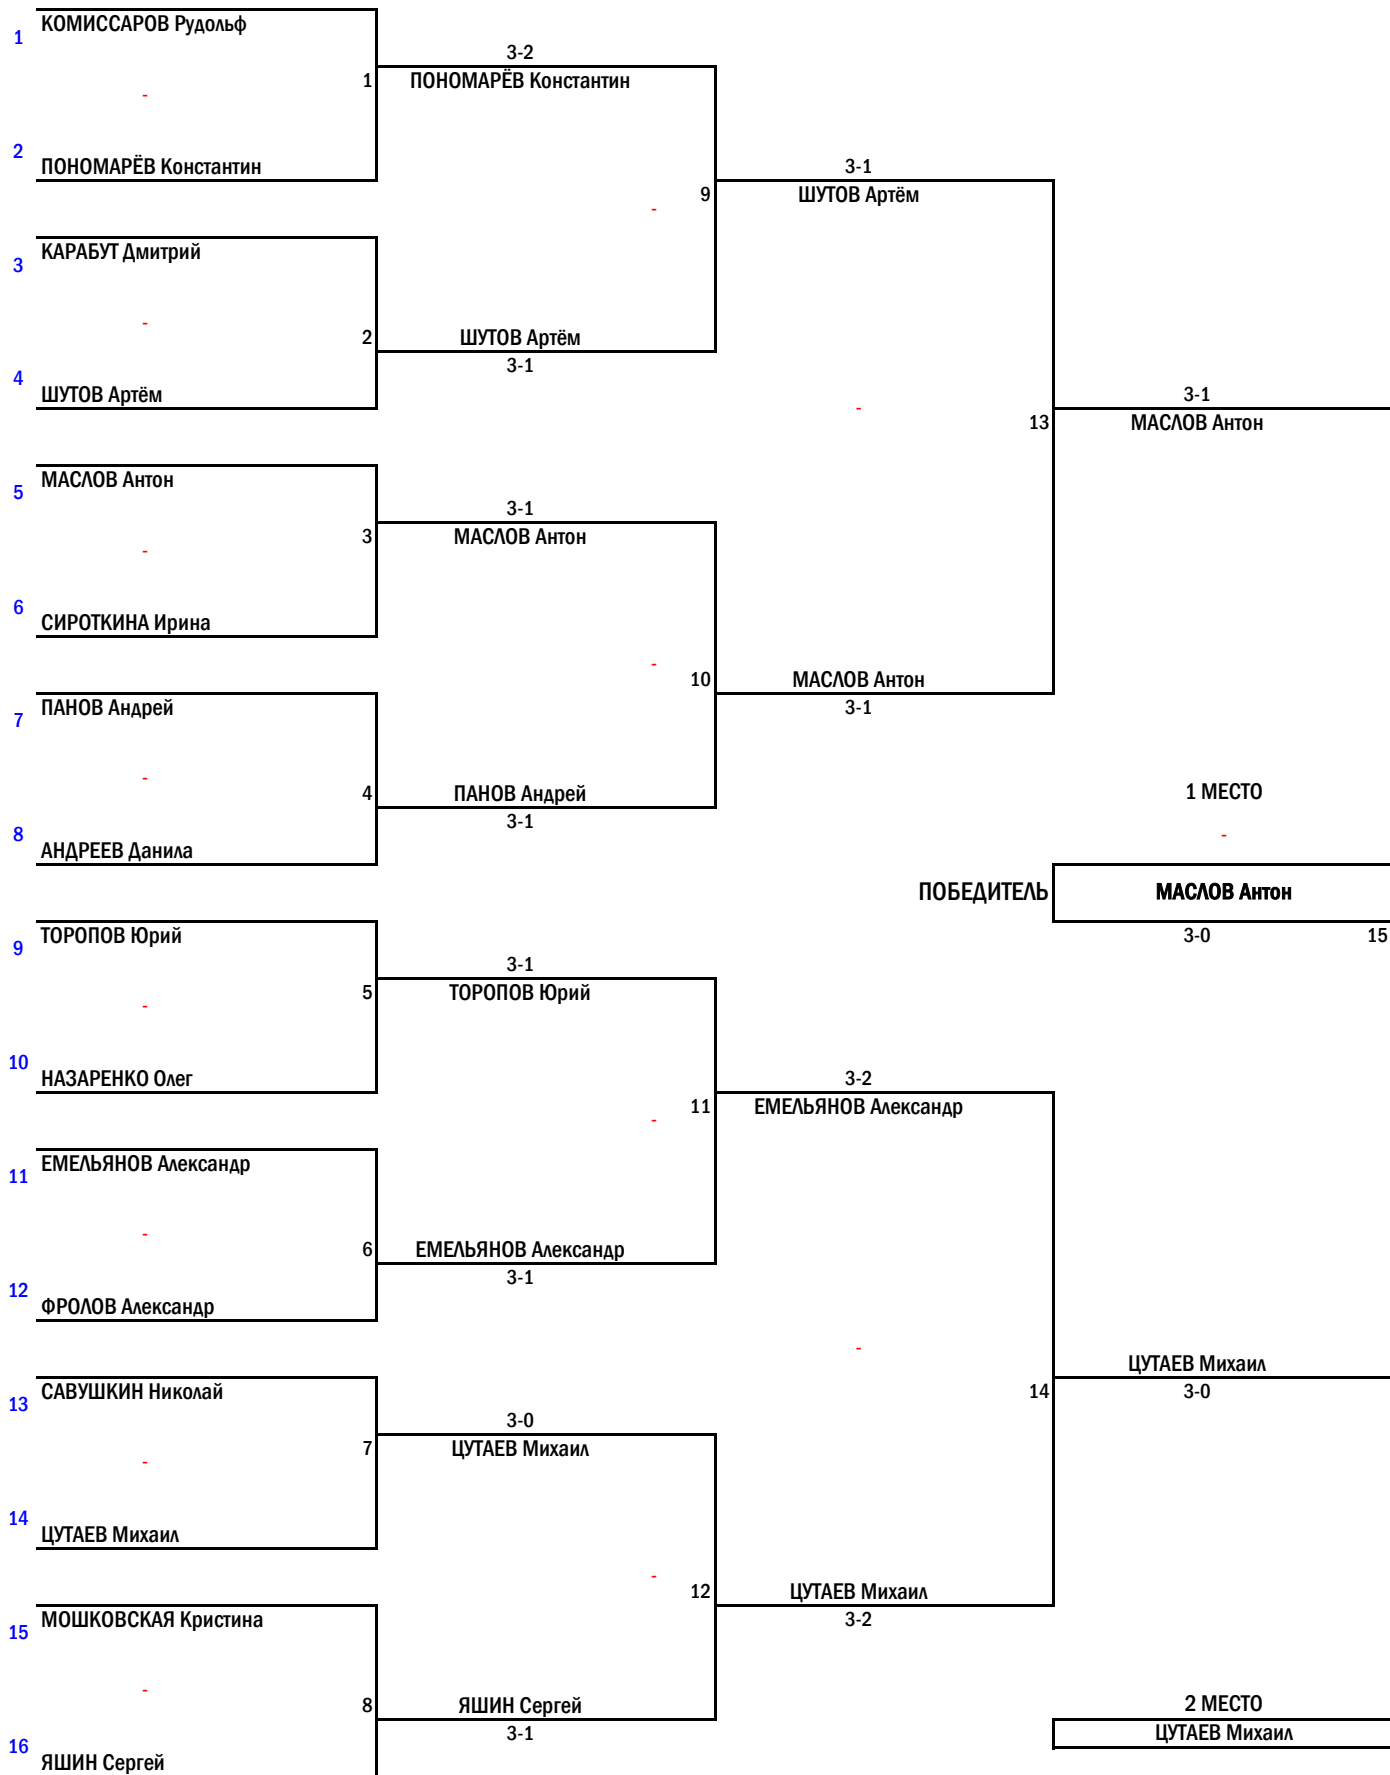 КОМИССАРОВ Рудольф
1
3-2
1
ПОНОМАРЁВ Константин
-
2
ПОНОМАРЁВ Константин
3-1
9
ШУТОВ Артём
-
КАРАБУТ Дмитрий
3
-
2
ШУТОВ Артём
3-1
4
ШУТОВ Артём
3-1
-
13
МАСЛОВ Антон
МАСЛОВ Антон
5
3-1
3
МАСЛОВ Антон
-
6
СИРОТКИНА Ирина
-
10
МАСЛОВ Антон
3-1
ПАНОВ Андрей
7
-
4
ПАНОВ Андрей
3-1
1 МЕСТО
-
8
АНДРЕЕВ Данила
ПОБЕДИТЕЛЬ
МАСЛОВ Антон
3-0
15
ТОРОПОВ Юрий
9
3-1
5
ТОРОПОВ Юрий
-
10
НАЗАРЕНКО Олег
3-2
11
ЕМЕЛЬЯНОВ Александр
-
ЕМЕЛЬЯНОВ Александр
11
-
6
ЕМЕЛЬЯНОВ Александр
3-1
12
ФРОЛОВ Александр
-
ЦУТАЕВ Михаил
14
3-0
САВУШКИН Николай
13
3-0
7
ЦУТАЕВ Михаил
-
14
ЦУТАЕВ Михаил
-
12
ЦУТАЕВ Михаил
3-2
МОШКОВСКАЯ Кристина
15
-
8
ЯШИН Сергей
3-1
2 МЕСТО
ЦУТАЕВ Михаил
16
ЯШИН Сергей